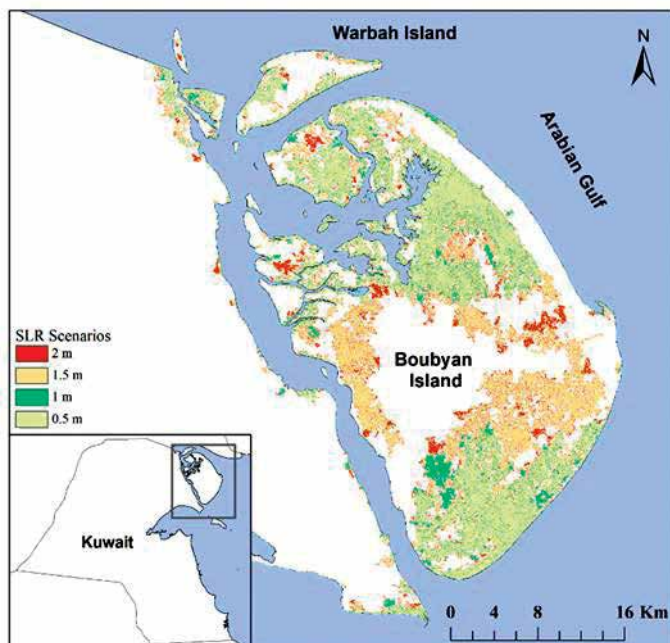 Warbah Island
N
Arabian Gulf
SLR Scenarios
2 m
1.5 m
1 m
0.5 m
Boubyan
Island
Kuwait
0 4 8 16 Km